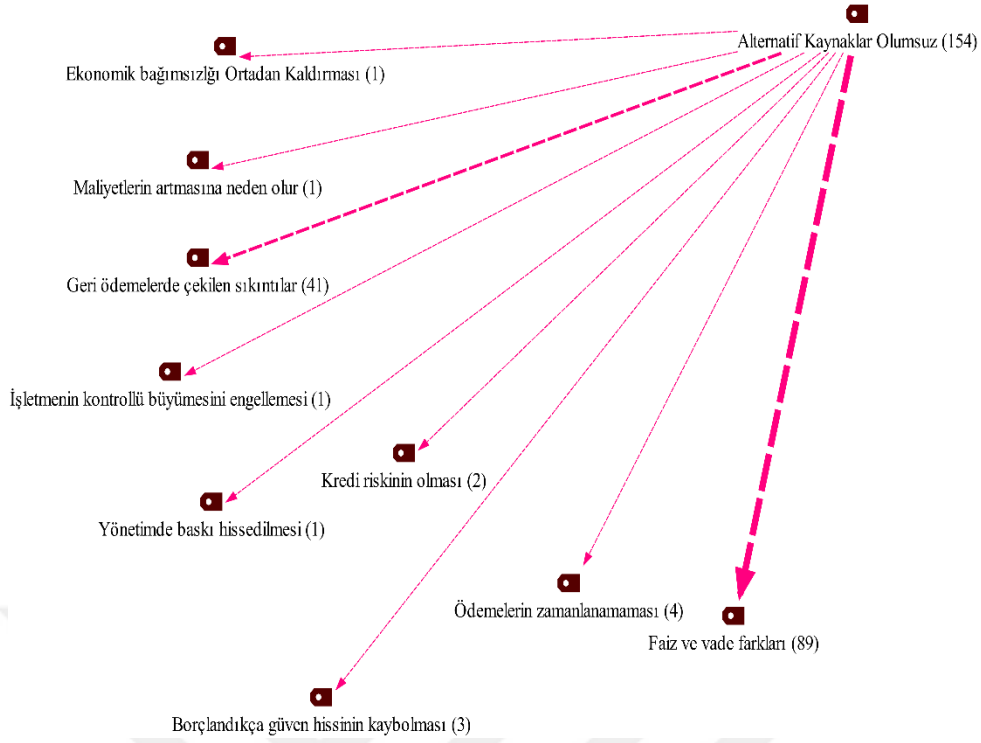 Alternatif Kaynaklar Olumsuz (154)
Ekonomik bağımsızlğı Ortadan Kaldırması (1)
Maliyetlerin artmasına neden olur (1)
Geri ödemelerde çekilen sıkıntılar (41)
İşletmenin kontrollü büyümesini engellemesi (1)
Kredi riskinin olması (2)
Yönetimde baskı hissedilmesi (1)
Ödemelerin zamanlanamaması (4)
Faiz ve vade farkları (89)
Borçlandıkça güven hissinin kaybolması (3)